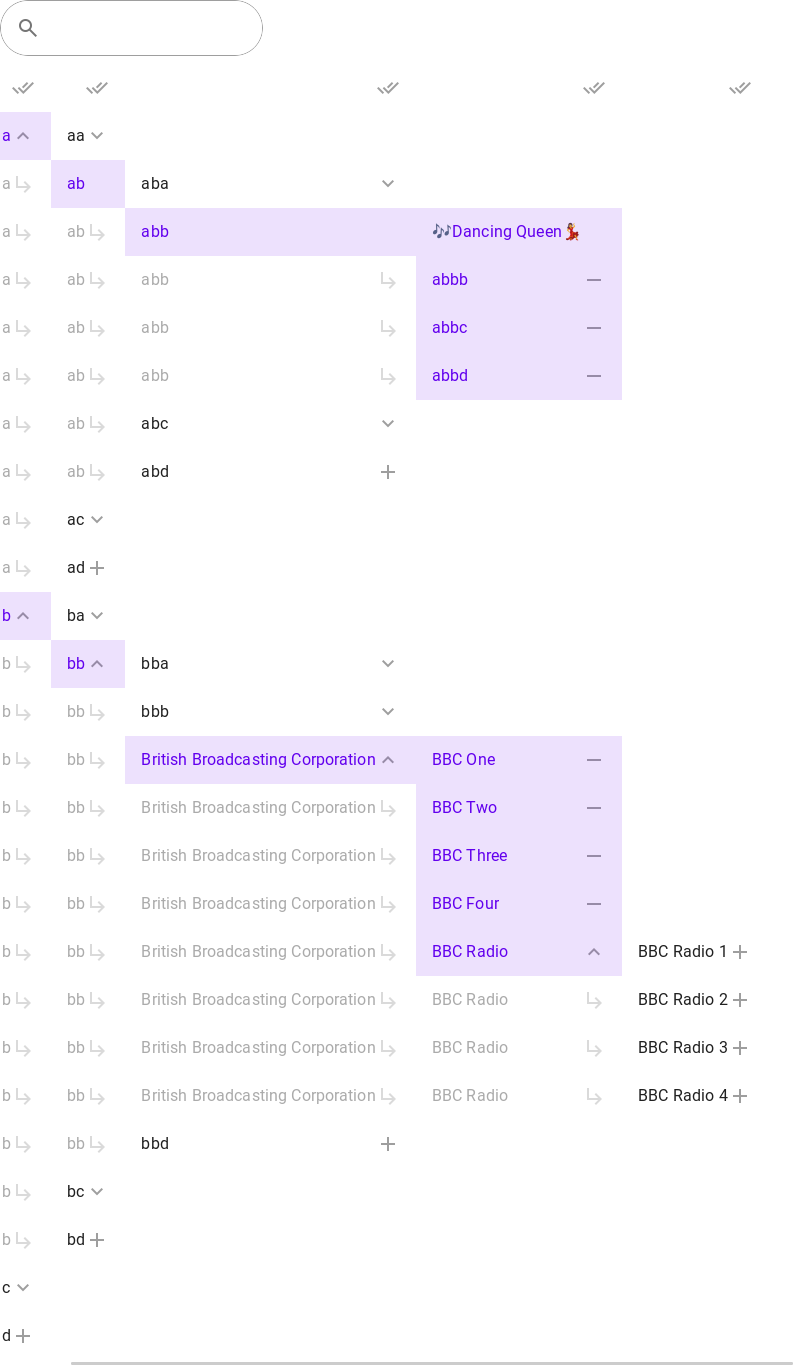 a aa
a ab aba
a ab abb 🎶Dancing Queen💃
a ab abb abbb
a ab abb abbc
a ab abb abbd
a ab abc
a ab abd
a ac
a ad
b ba
b bb bba
b bb bbb
b bb British Broadcasting Corporation BBC One
b bb British Broadcasting Corporation BBC Two
b bb British Broadcasting Corporation BBC Three
b bb British Broadcasting Corporation BBC Four
b bb British Broadcasting Corporation BBC Radio BBC Radio 1
b bb British Broadcasting Corporation BBC Radio BBC Radio 2
b bb British Broadcasting Corporation BBC Radio BBC Radio 3
b bb British Broadcasting Corporation BBC Radio BBC Radio 4
b bb bbd
b bc
b bd
c
d